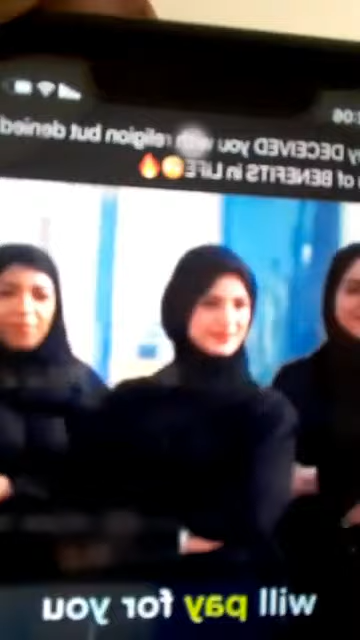 DECEIVED you with religion but denied
of BENEFITS in LIFE
will pay for you